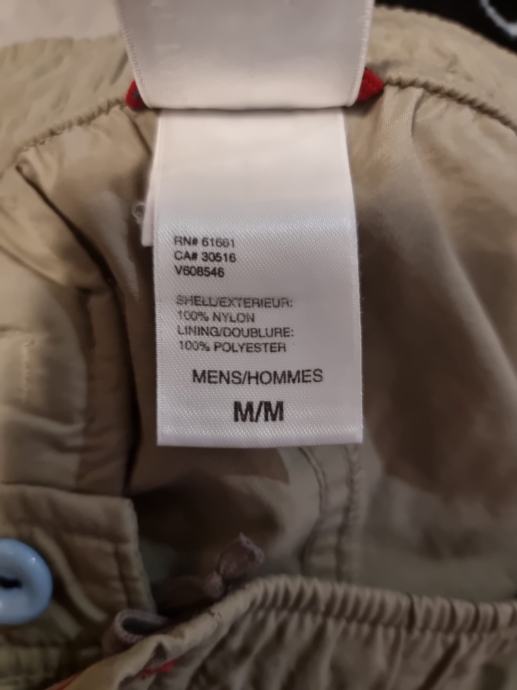 RN# 61661
CA# 30516
V608546
SHELL/EXTERIEUR:
100% NYLON
LINING/DOUBLURE:
100% POLYESTER
MENS/HOMMES
M/M